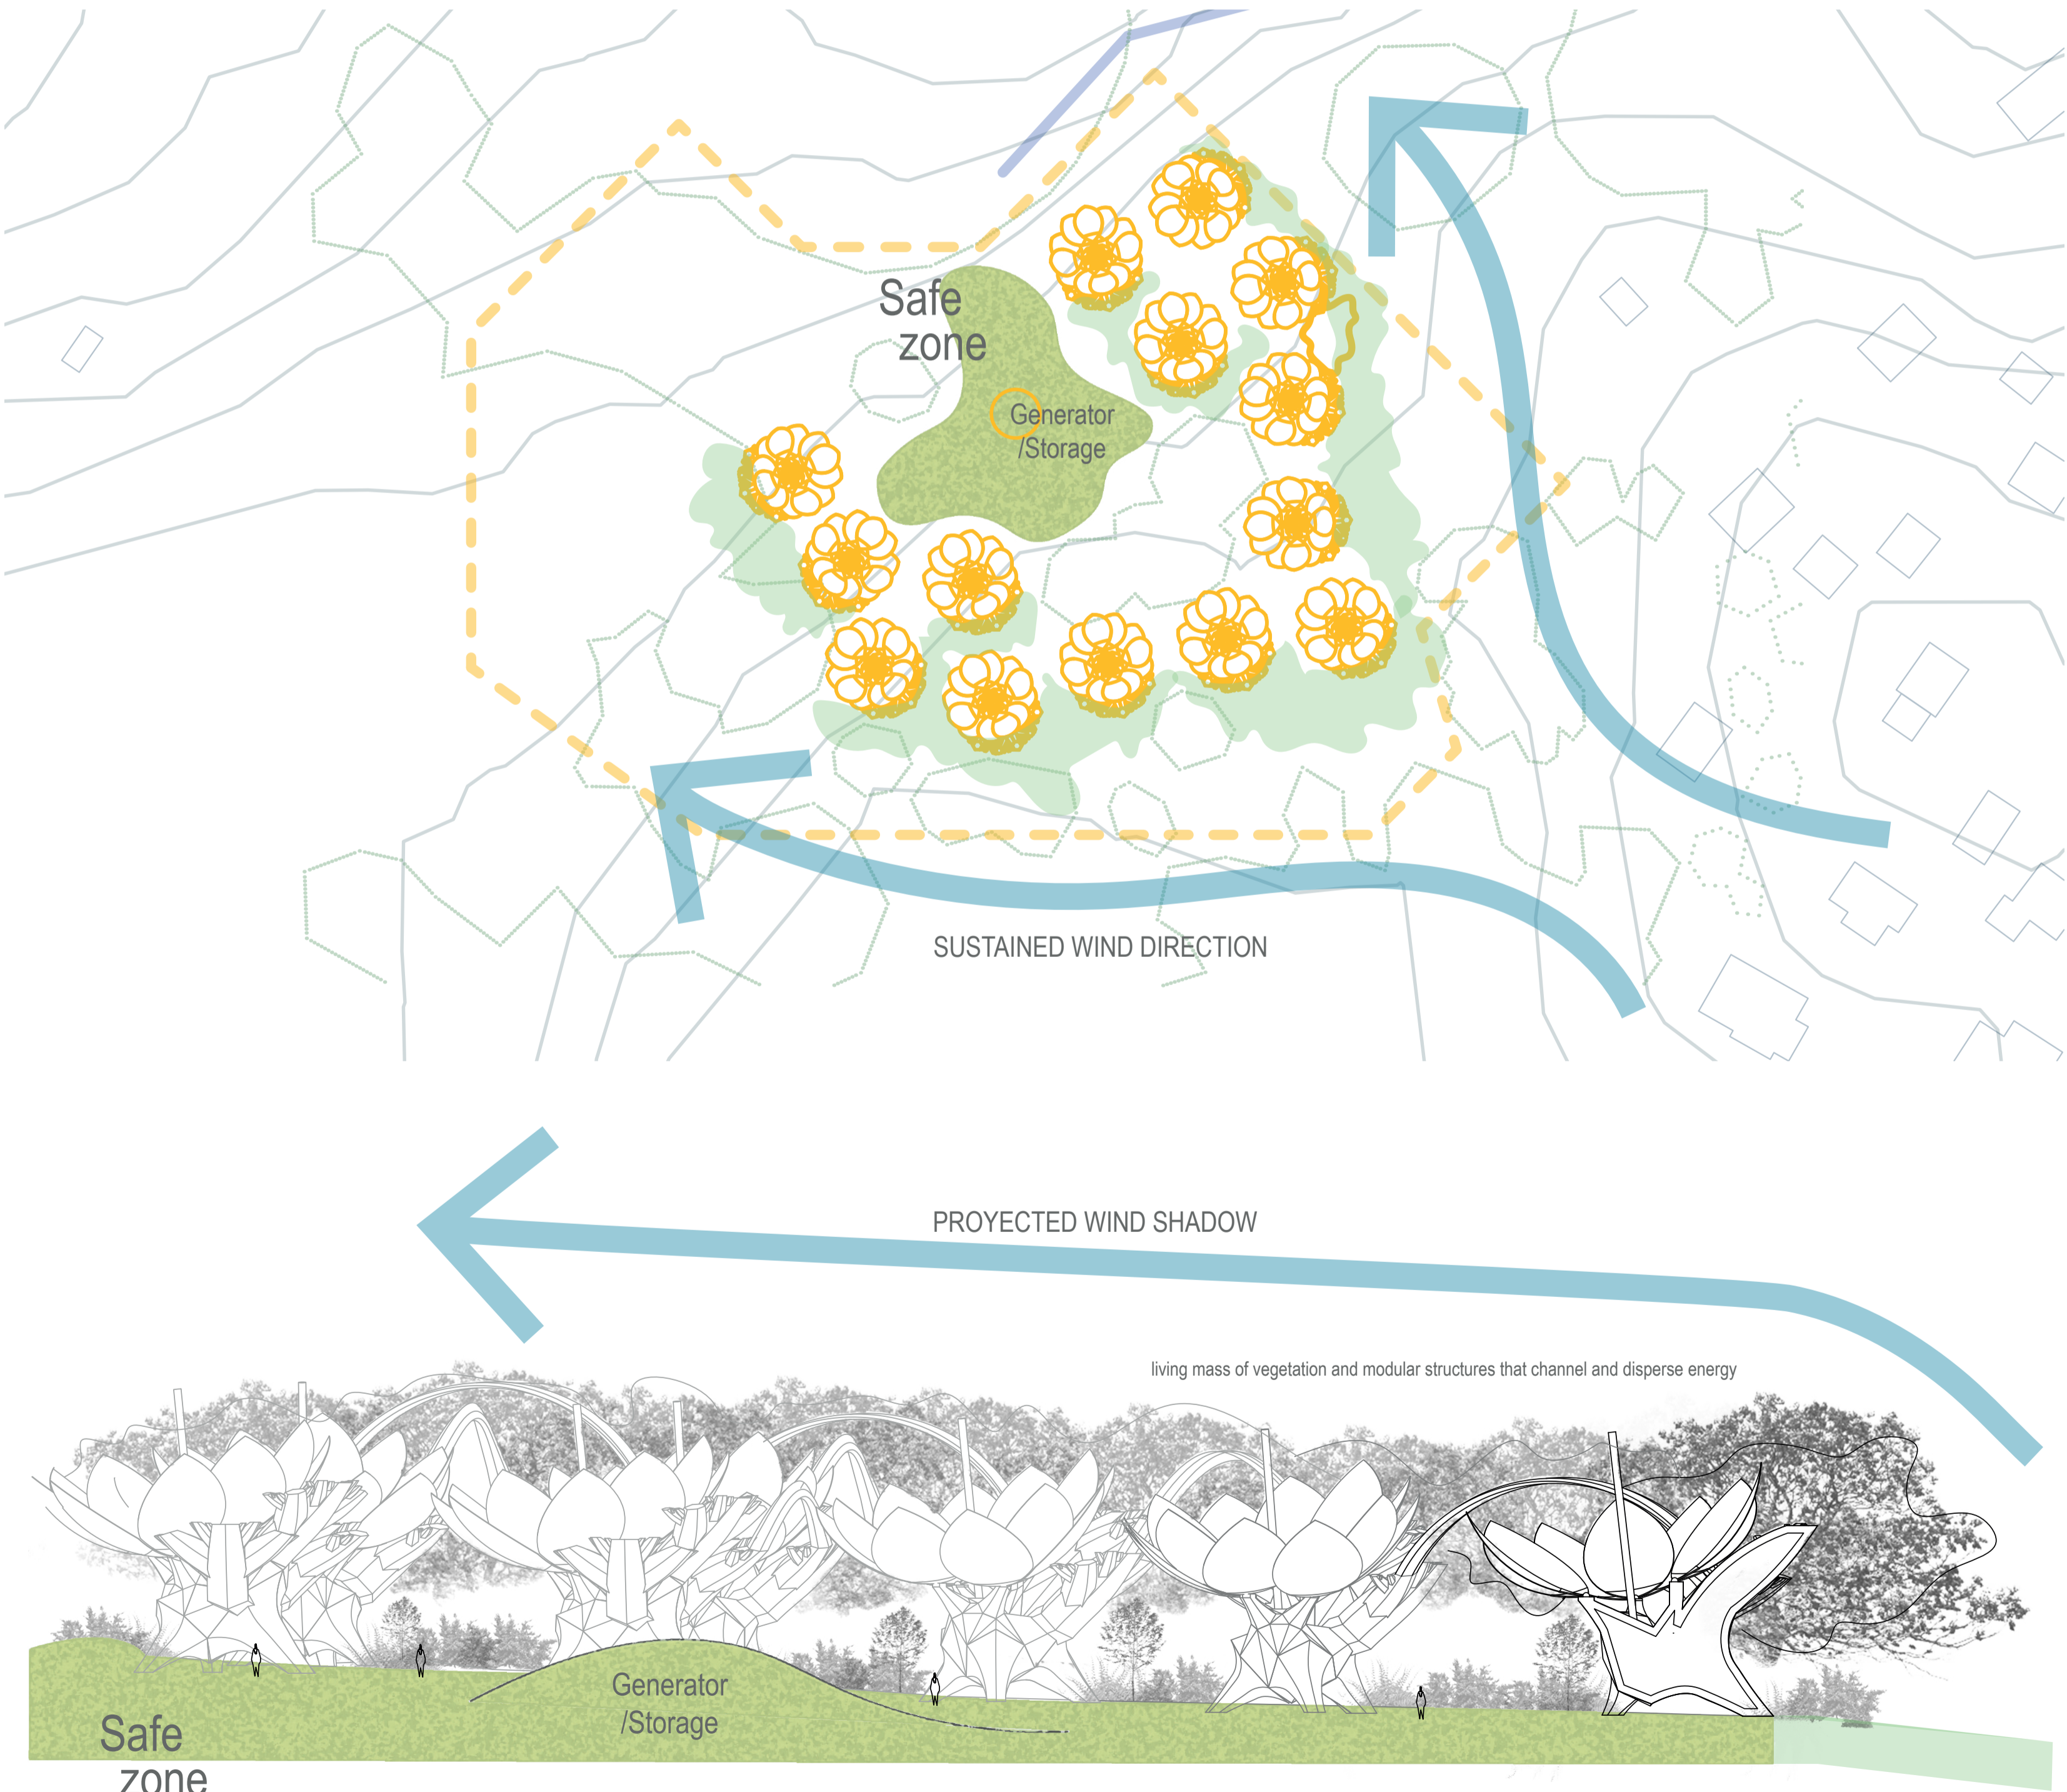 Safe
zone
Generator
/Storage
SUSTAINED WIND DIRECTION
PROYECTED WIND SHADOW
living mass of vegetation and modular structures that channel and disperse energy
Generator
/Storage
Safe
zone